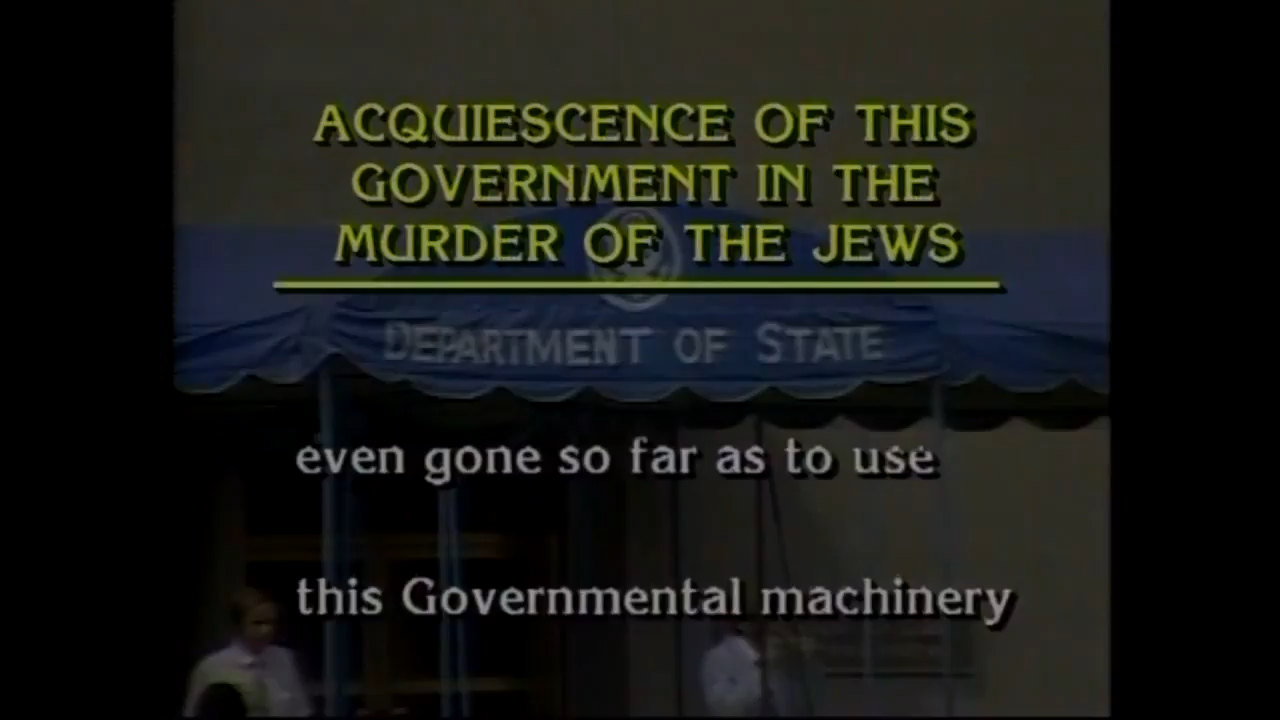 ACQUIESCENCE OF THIS
GOVERNMENT IN THE
MURDER OF THE JEWS
DEPARTMENT OF STATE
even gone so far as to use
this Governmental machinery